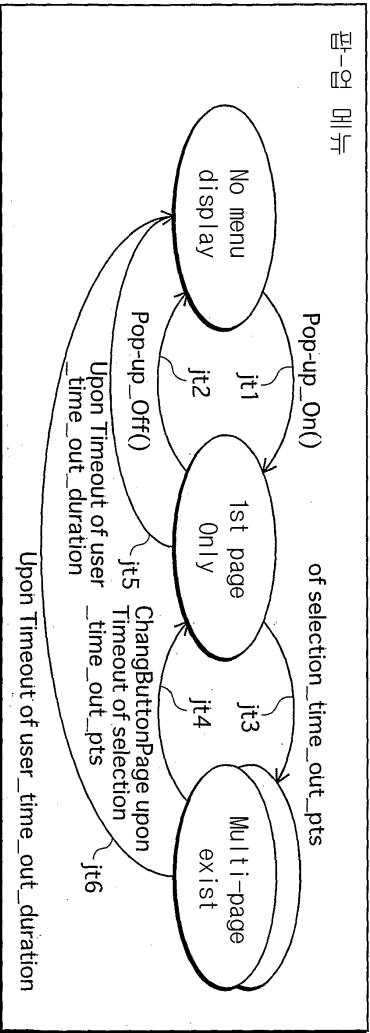 팝-업 메뉴
Pop-up_On()
of selection_time_out_pts
jt1
jt3
No menu
display
1st page
Only
Multi-page
exist
jt2
jt4
Pop-up_Off()
ChangButtonPage upon
Timeout of selection
_time_out_pts
Upon Timeout of user
_time_out_duration
jt5
jt6
Upon Timeout of user_time_out_duration